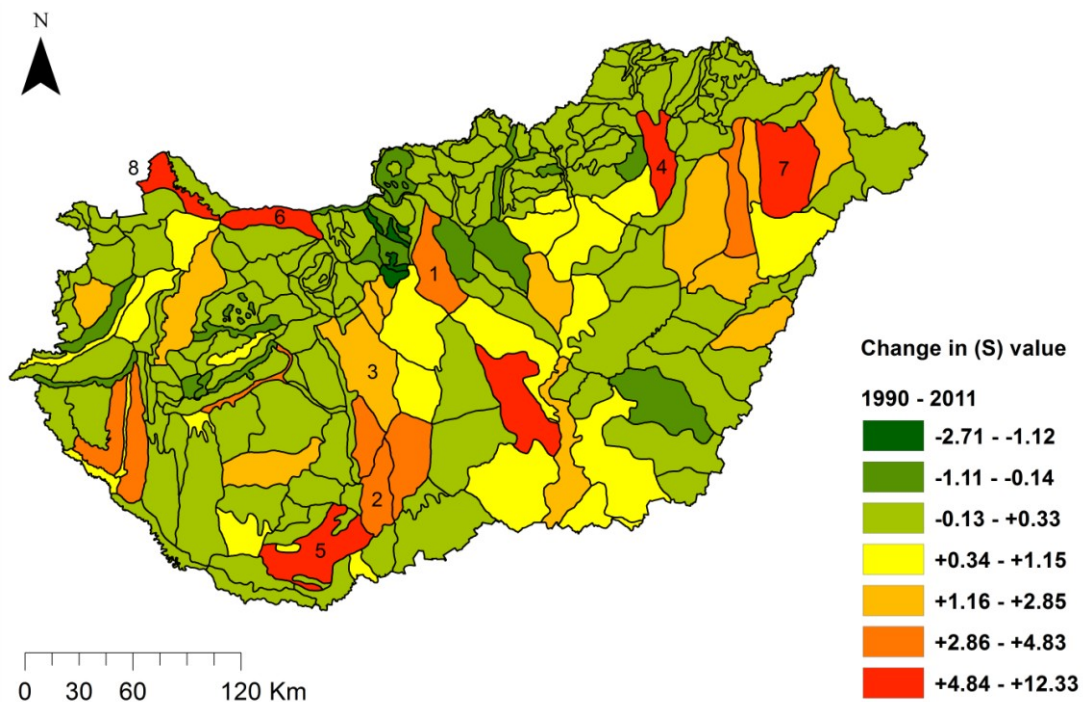 N
8
6
4
7
1
3
2
5
Change in (S) value
1990 - 2011
-2.71 - -1.12
-1.11 - -0.14
-0.13 - +0.33
+0.34 - +1.15
+1.16 - +2.85
+2.86 - +4.83
+4.84 - +12.33
0 30 60 120 Km